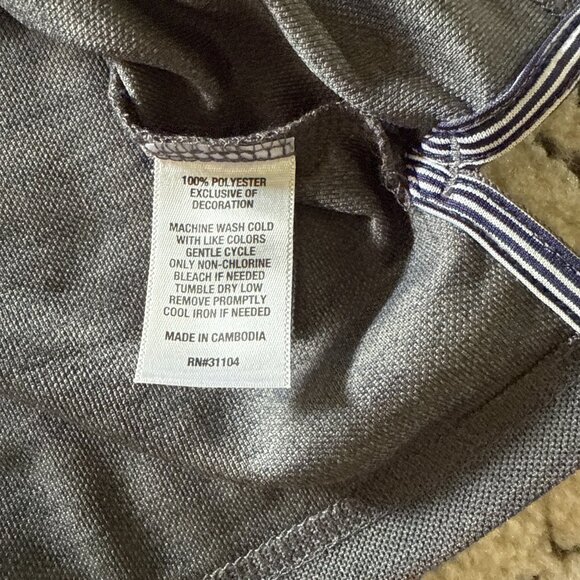 100% POLYESTER
EXCLUSIVE OF
DECORATION
MACHINE WASH COLD
WITH LIKE COLORS
GENTLE CYCLE
ONLY NON-CHLORINE
BLEACH IF NEEDED
TUMBLE DRY LOW
REMOVE PROMPTLY
COOL IRON IF NEEDED
MADE IN CAMBODIA
RN#31104